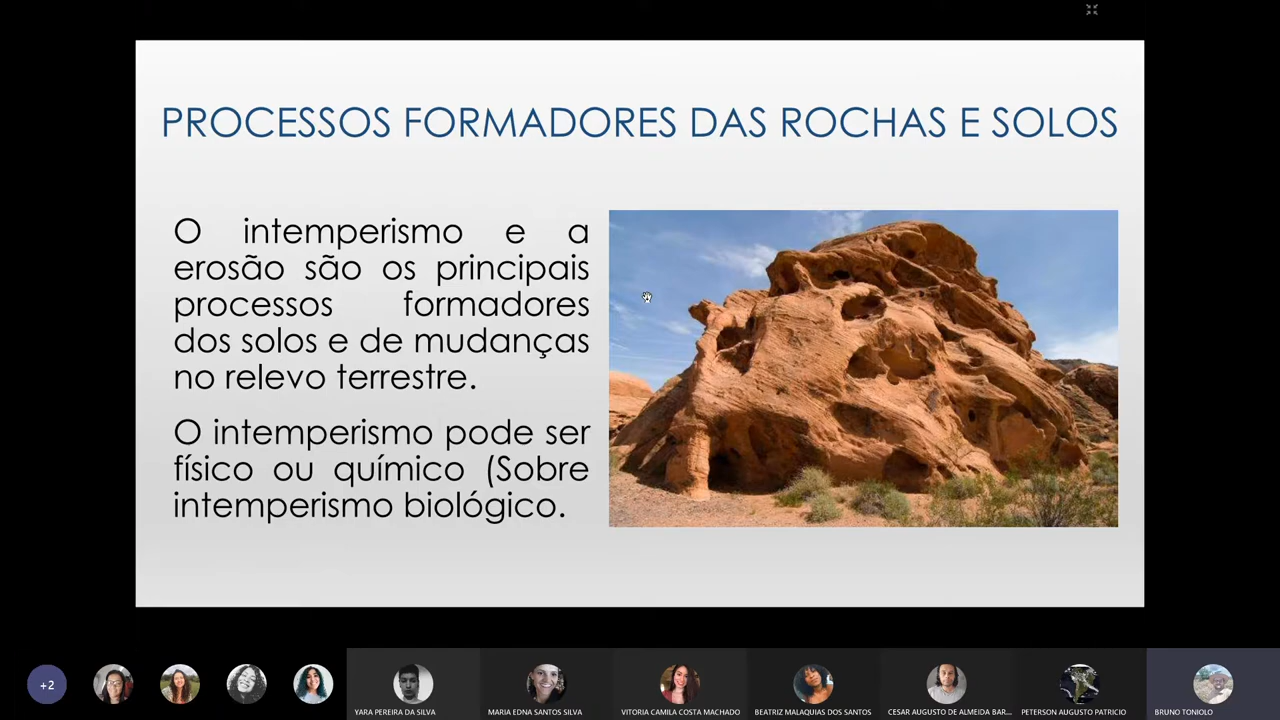 PROCESSOS FORMADORES DAS ROCHAS E SOLOS
O intemperismo e a
erosão são os principais
processos formadores
dos solos e de mudanças
no relevo terrestre.
O intemperismo pode ser
físico ou químico (Sobre
intemperismo biológico.
+2
YARA PEREIRA DA SILVA
MARIA EDNA SANTOS SILVA
VITORIA CAMILA COSTA MACHADO
BEATRIZ MALAQUIAS DOS SANTOS
CESAR AUGUSTO DE ALMEIDA BAR...
PETERSON AUGUSTO PATRICIO
BRUNO TONIOLO